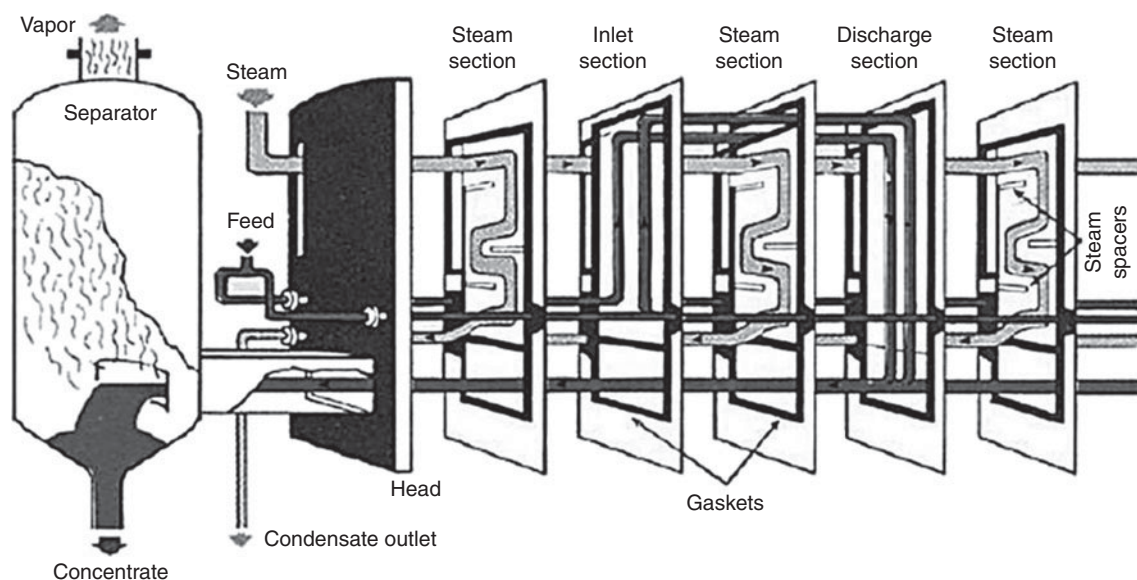 Vapor
Separator
Steam
Feed
Steam
section
Inlet
section
Steam
section
Discharge
section
Steam
section
Steam
spacers
Head
Gaskets
Condensate outlet
Concentrate